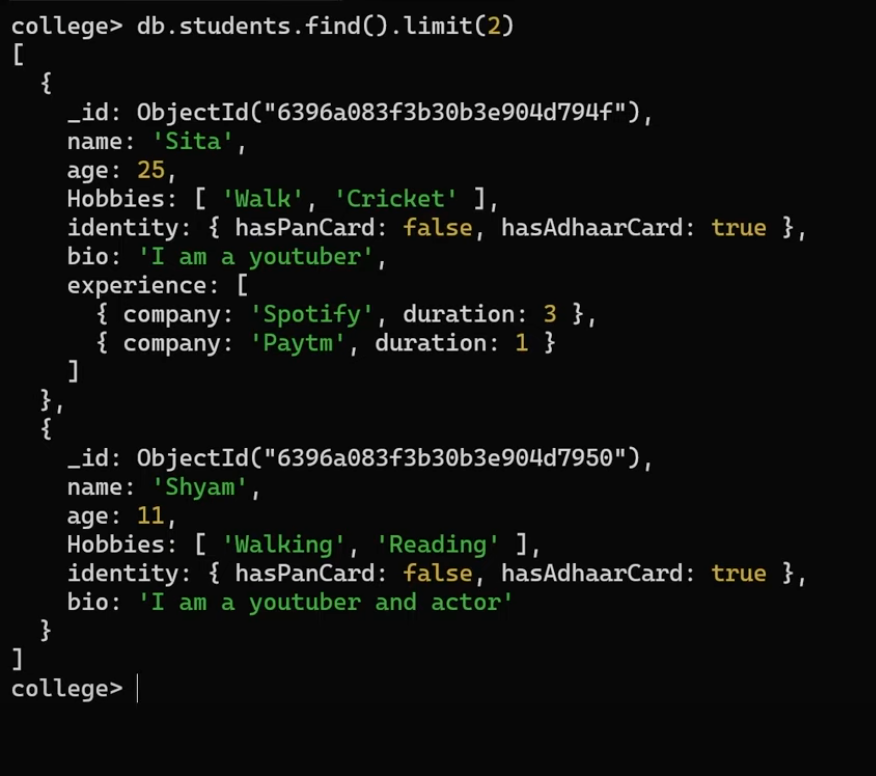 college> db.students.find().limit(2)
[
  {
    _id: ObjectId("6396a083f3b30b3e904d794f"),
    name: 'Sita',
    age: 25,
    Hobbies: [ 'Walk', 'Cricket' ],
    identity: { hasPanCard: false, hasAdhaarCard: true },
    bio: 'I am a youtuber',
    experience: [
      { company: 'Spotify', duration: 3 },
      { company: 'Paytm', duration: 1 }
    ]
  },
  {
    _id: ObjectId("6396a083f3b30b3e904d7950"),
    name: 'Shyam',
    age: 11,
    Hobbies: [ 'Walking', 'Reading' ],
    identity: { hasPanCard: false, hasAdhaarCard: true },
    bio: 'I am a youtuber and actor'
  }
]
college>